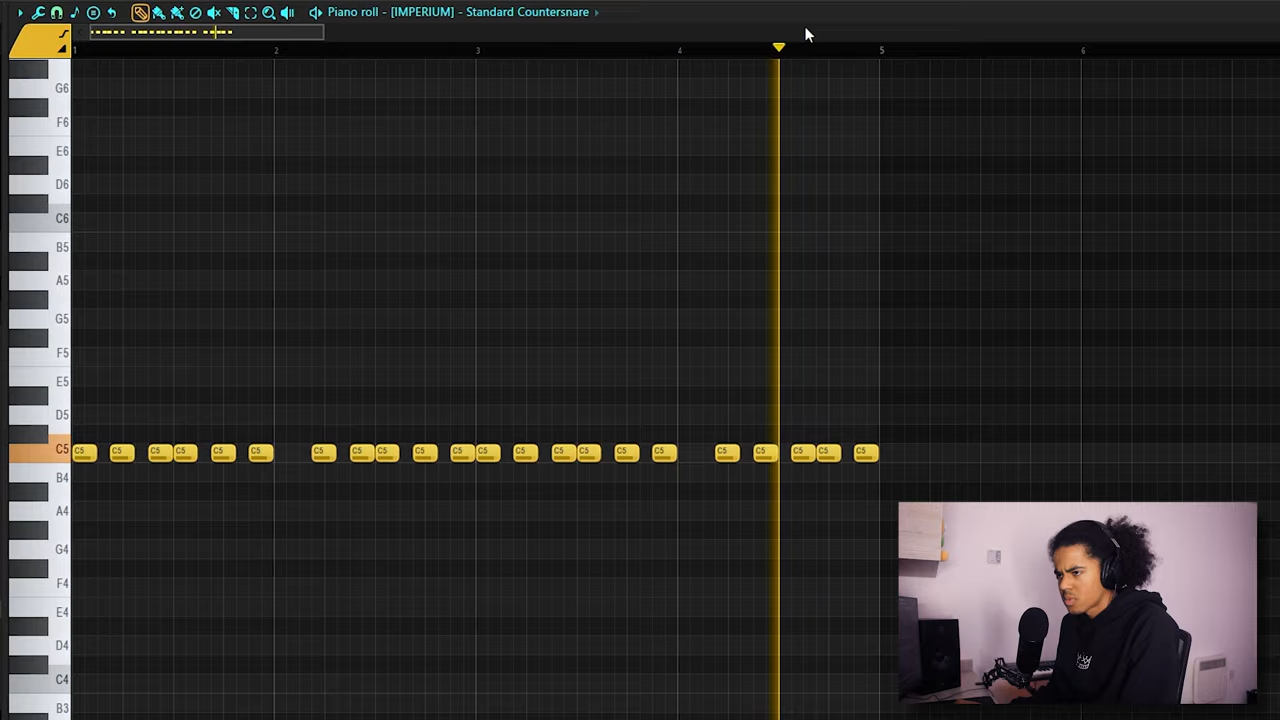 Piano roll - [IMPERIUM] - Standard Countersnare
1 2 3 4 5 6
G6
F6
E6
D6
C6
B5
A5
G5
F5
E5
D5
C5 C5 C5 C5 C5 C5 C5 C5 C5 C5 C5 C5 C5 C5 C5 C5 C5 C5 C5 C5 C5 C5 C5
B4
A4
G4
F4
E4
D4
C4
B3